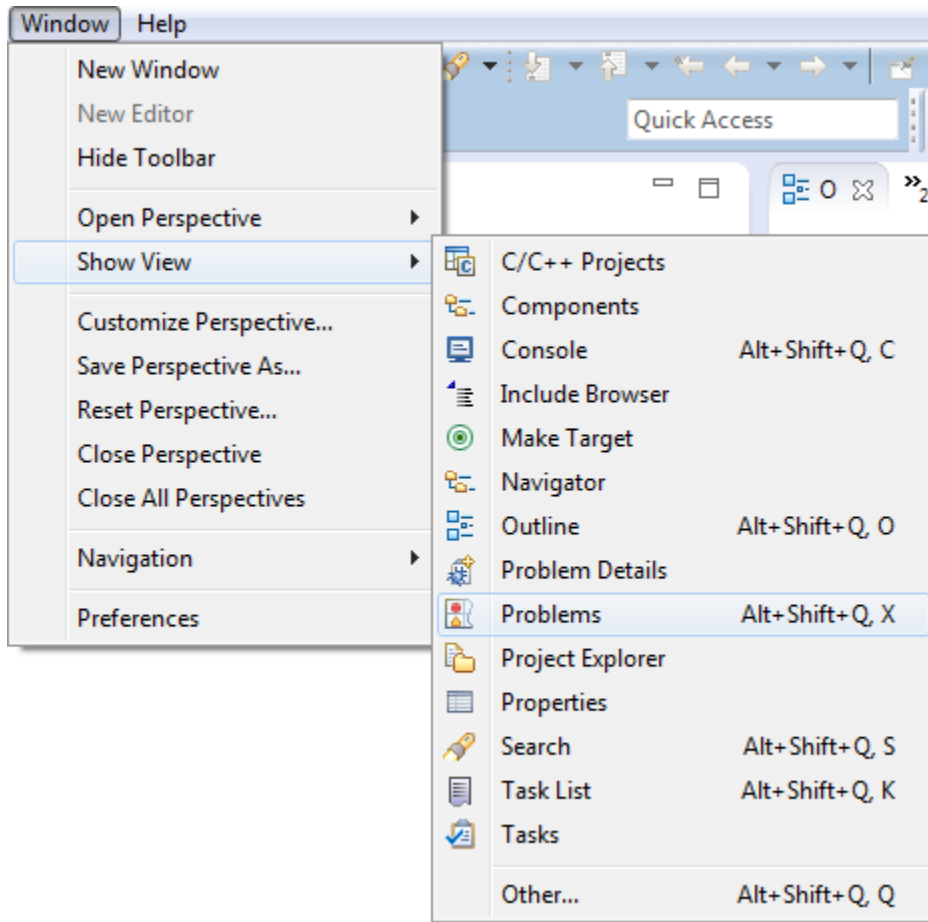 Window Help
New Window
New Editor
Hide Toolbar
Quick Access
O »2
Open Perspective
Show View
Customize Perspective...
Save Perspective As...
Reset Perspective...
Close Perspective
Close All Perspectives
Navigation
Preferences
C/C++ Projects
Components
Console Alt+Shift+Q, C
Include Browser
Make Target
Navigator
Outline Alt+Shift+Q, O
Problem Details
Problems Alt+Shift+Q, X
Project Explorer
Properties
Search Alt+Shift+Q, S
Task List Alt+Shift+Q, K
Tasks
Other... Alt+Shift+Q, Q